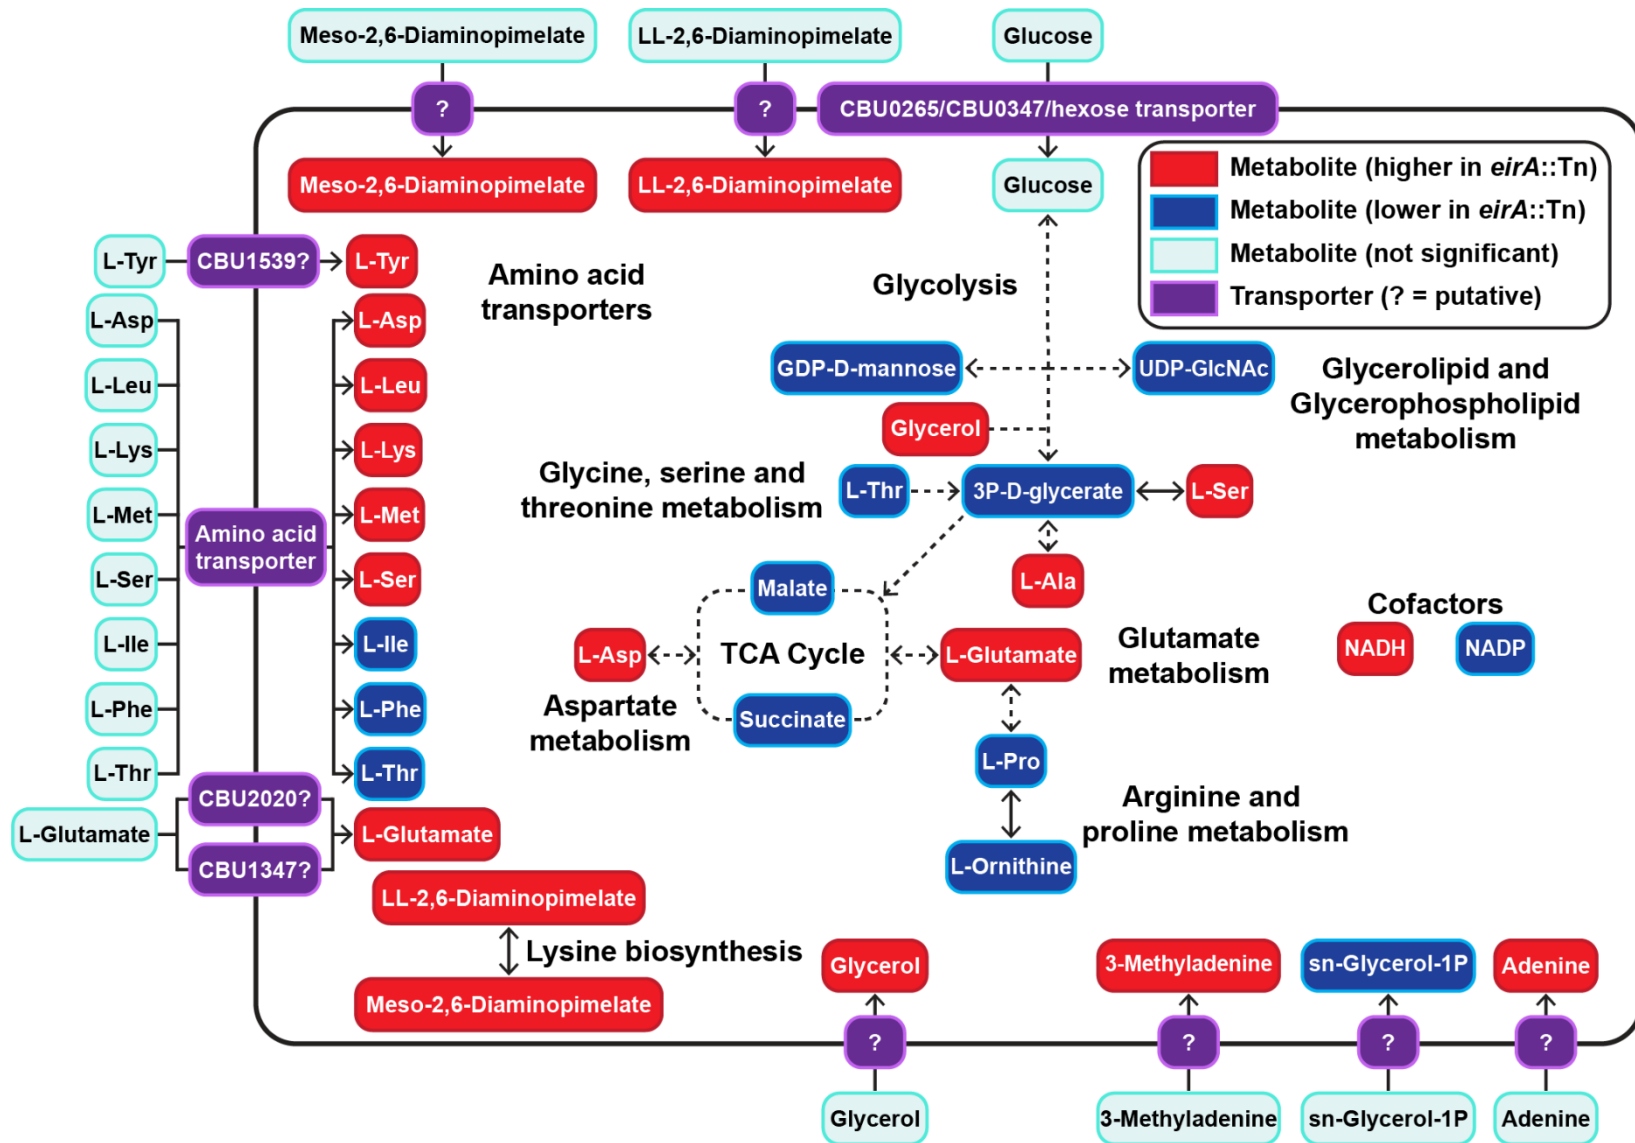 Meso-2,6-Diaminopimelate
LL-2,6-Diaminopimelate
Glucose
?
?
CBU0265/CBU0347/hexose transporter
Meso-2,6-Diaminopimelate
LL-2,6-Diaminopimelate
Glucose
Metabolite (higher in eirA::Tn)
Metabolite (lower in eirA::Tn)
Metabolite (not significant)
Transporter (? = putative)
L-Tyr
CBU1539?
L-Tyr
Amino acid
transporters
L-Asp
L-Leu
L-Lys
L-Met
L-Ser
L-Ile
L-Phe
L-Thr
Amino acid
transporter
L-Asp
L-Leu
L-Lys
L-Met
L-Ser
L-Ile
L-Phe
L-Thr
L-Glutamate
CBU2020?
CBU1347?
L-Glutamate
Glycolysis
GDP-D-mannose
UDP-GlcNAc
Glycerolipid and
Glycerophospholipid
metabolism
Glycerol
Glycine, serine and
threonine metabolism
L-Thr
3P-D-glycerate
L-Ser
L-Ala
Malate
TCA Cycle
Succinate
L-Asp
Aspartate
metabolism
L-Glutamate
Glutamate
metabolism
Cofactors
NADH
NADP
L-Pro
Arginine and
proline metabolism
L-Ornithine
LL-2,6-Diaminopimelate
Lysine biosynthesis
Meso-2,6-Diaminopimelate
Glycerol
3-Methyladenine
sn-Glycerol-1P
Adenine
?
?
?
?
Glycerol
3-Methyladenine
sn-Glycerol-1P
Adenine